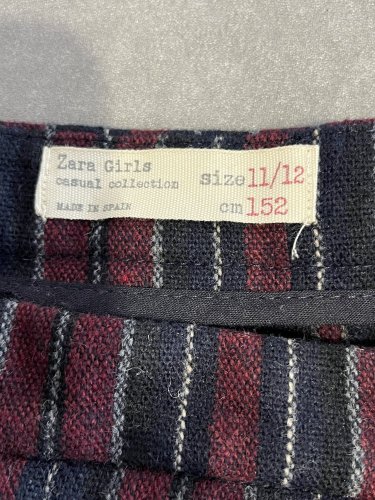 Zara Girls
casual collection
MADE IN SPAIN
size 11/12
cm 152